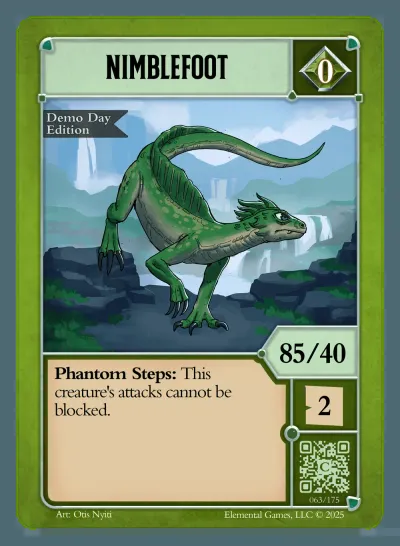 NIMBLEFOOT
0
Demo Day
Edition
85/40
Phantom Steps: This
creature's attacks cannot be
blocked.
2
063/175
Art: Otis Nyiti
Elemental Games, LLC © 2025